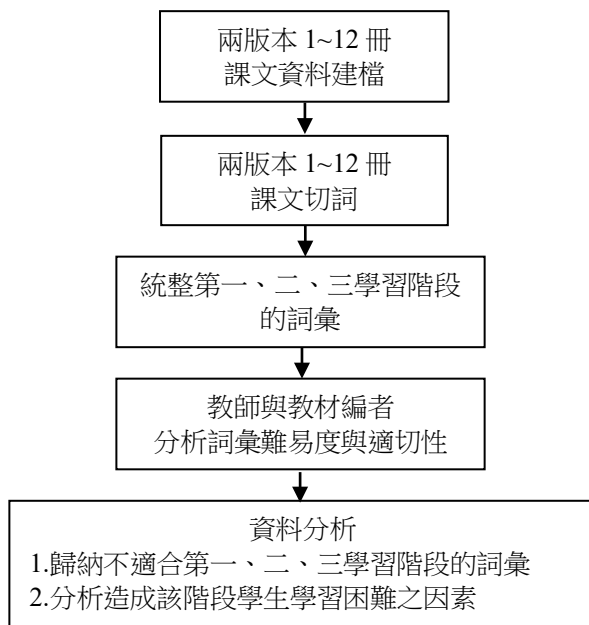 兩版本 1~12 冊
課文資料建檔
兩版本 1~12 冊
課文切詞
統整第一、二、三學習階段
的詞彙
教師與教材編者
分析詞彙難易度與適切性
資料分析
1.歸納不適合第一、二、三學習階段的詞彙
2.分析造成該階段學生學習困難之因素